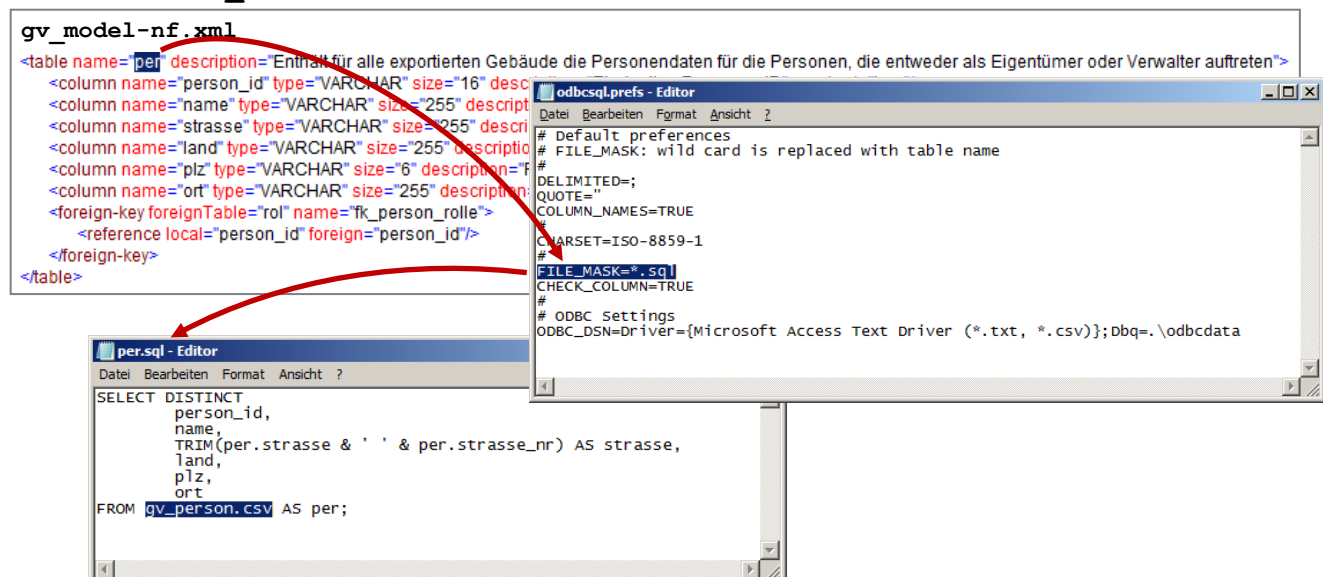 gv_model-nf.xml
<table name="per" description="Enthält für alle exportierten Gebäude die Personendaten für die Personen, die entweder als Eigentümer oder Verwalter auftreten">
<column name="person_id" type="VARCHAR" size="16" desc
<column name="name" type="VARCHAR" size="255" descript
<column name="strasse" type="VARCHAR" size="255" descri
<column name="land" type="VARCHAR" size="255" descriptio
<column name="plz" type="VARCHAR" size="6" description="F
<column name="ort" type="VARCHAR" size="255" description=
<foreign-key foreignTable="rol" name="fk_person_rolle">
<reference local="person_id" foreign="person_id"/>
</foreign-key>
</table>
odbcsql.prefs - Editor
Datei Bearbeiten Format Ansicht ?
# Default preferences
# FILE_MASK: wild card is replaced with table name
#
DELIMITED=;
QUOTE="
COLUMN_NAMES=TRUE
#
CHARSET=ISO-8859-1
#
FILE_MASK=*.sql
CHECK_COLUMN=TRUE
#
# ODBC Settings
ODBC_DSN=Driver={Microsoft Access Text Driver (*.txt, *.csv)};Dbq=.\odbcdata
per.sql - Editor
Datei Bearbeiten Format Ansicht ?
SELECT DISTINCT
person_id,
name,
TRIM(per.strasse & ' ' & per.strasse_nr) AS strasse,
land,
plz,
ort
FROM gv_person.csv AS per;